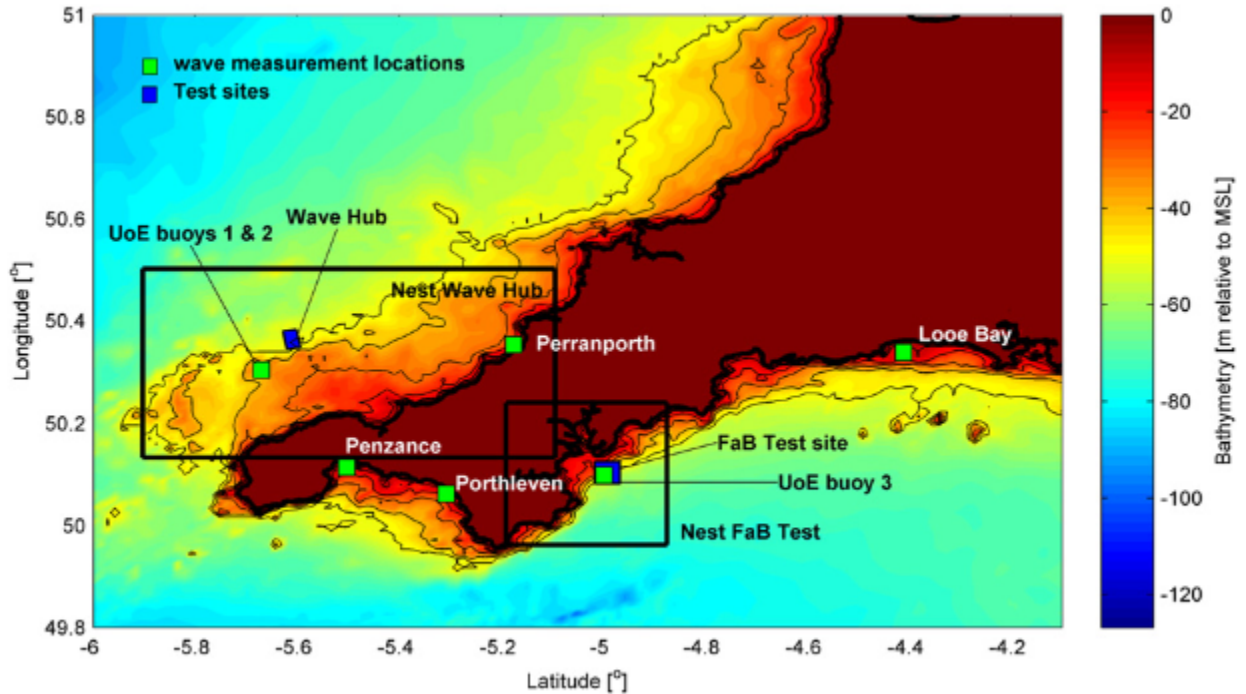 51
50.8
50.6
50.4
50.2
50
49.8
Longitude [°]
wave measurement locations
Test sites
Wave Hub
UoE buoys 1 & 2
Nest Wave Hub
Perranporth
Looe Bay
Penzance
Porthleven
FaB Test site
UoE buoy 3
Nest FaB Test
-6
-5.8
-5.6
-5.4
-5.2
-5
-4.8
-4.6
-4.4
-4.2
Latitude [°]
0
-20
-40
-60
-80
-100
-120
Bathymetry [m relative to MSL]